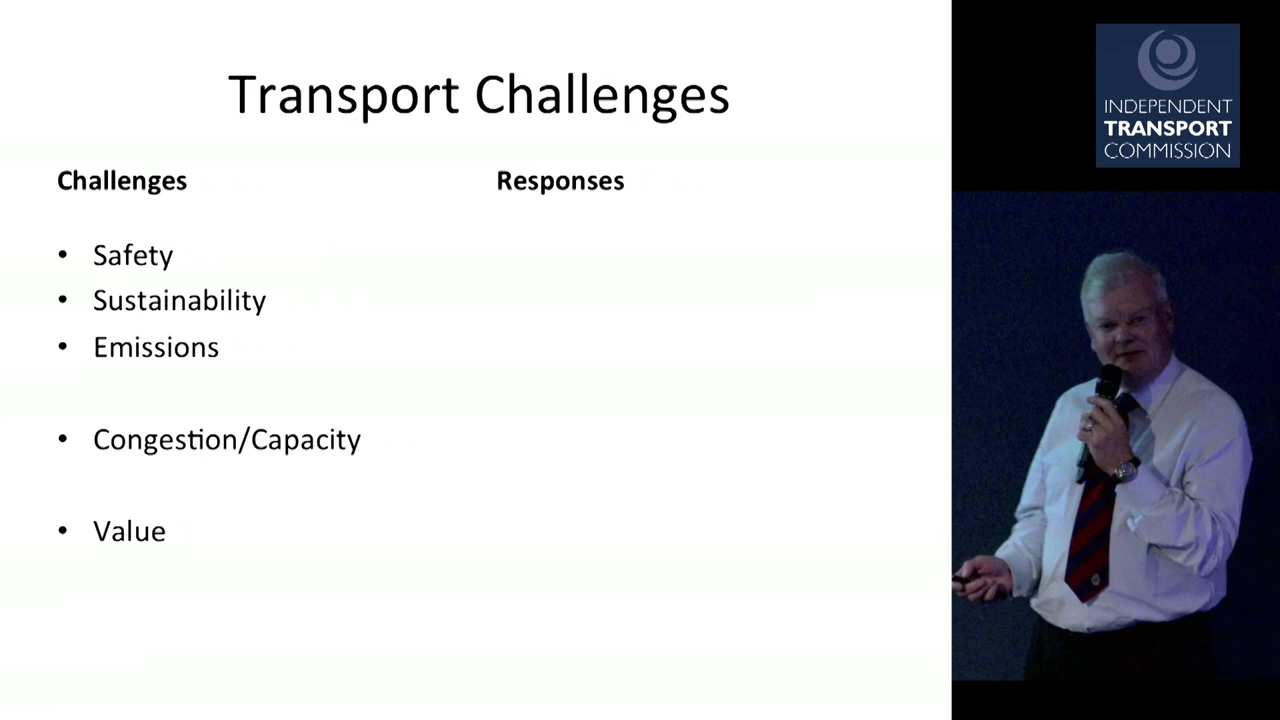 Transport Challenges
Challenges
Responses
• Safety
• Sustainability
• Emissions
• Congestion/Capacity
• Value
INDEPENDENT
TRANSPORT
COMMISSION